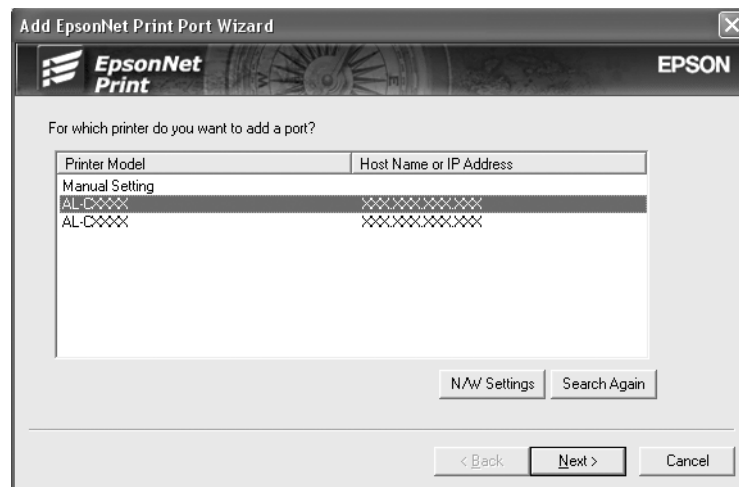 Add EpsonNet Print Port Wizard
EpsonNet
Print
EPSON
For which printer do you want to add a port?
Printer Model Host Name or IP Address
Manual Setting
AL-CXXXX XXX.XXX.XXX.XXX
AL-CXXXX XXX.XXX.XXX.XXX
N/W Settings Search Again
< Back Next > Cancel